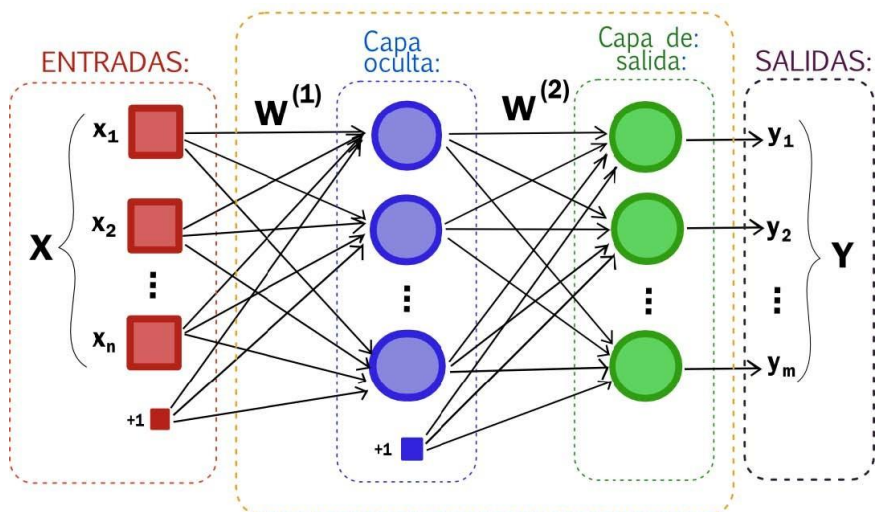 ENTRADAS:
Capa
oculta:
Capa de:
salida:
SALIDAS:
W(1)
W(2)
x1
x2
xn
+1
X
+1
y1
y2
ym
Y